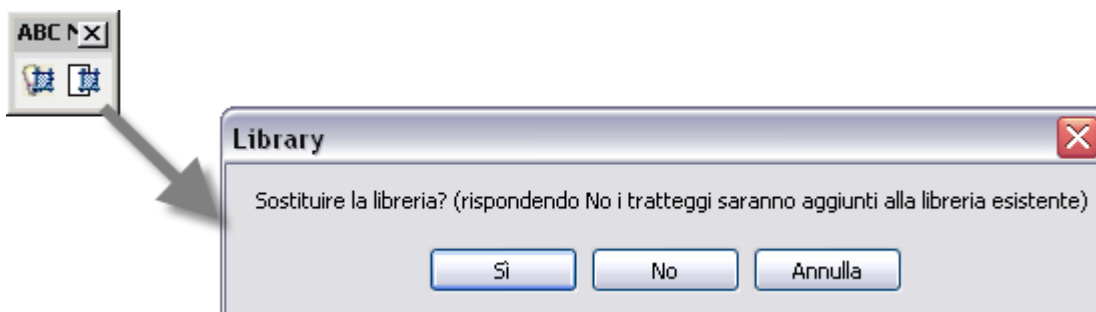 ABC
Library
Sostituire la libreria? (rispondendo No i tratteggi saranno aggiunti alla libreria esistente)
Sì
No
Annulla